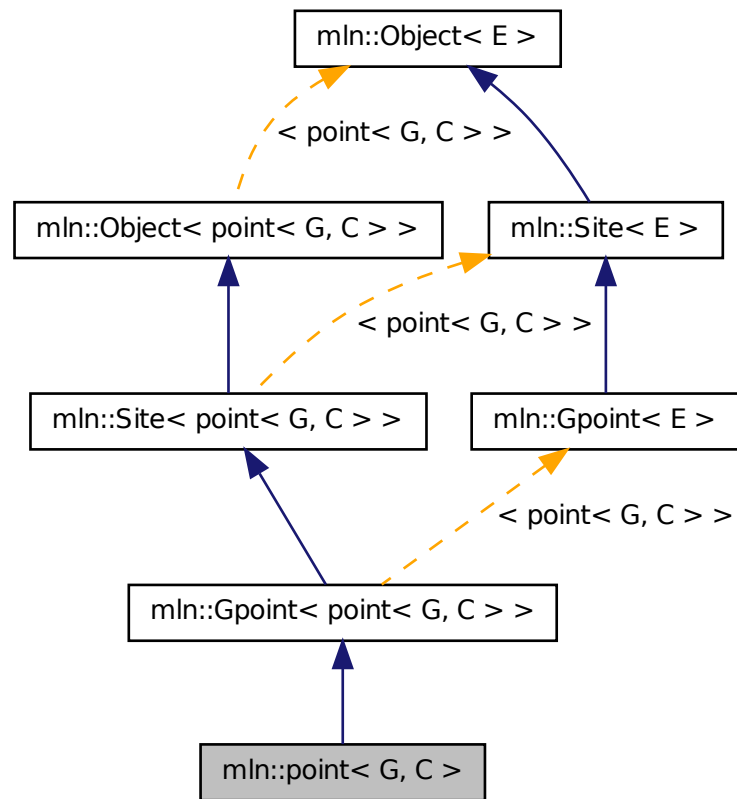 mln::Object< E >
< point< G, C > >
mln::Object< point< G, C > >
mln::Site< E >
< point< G, C > >
mln::Site< point< G, C > >
mln::Gpoint< E >
< point< G, C > >
mln::Gpoint< point< G, C > >
mln::point< G, C >